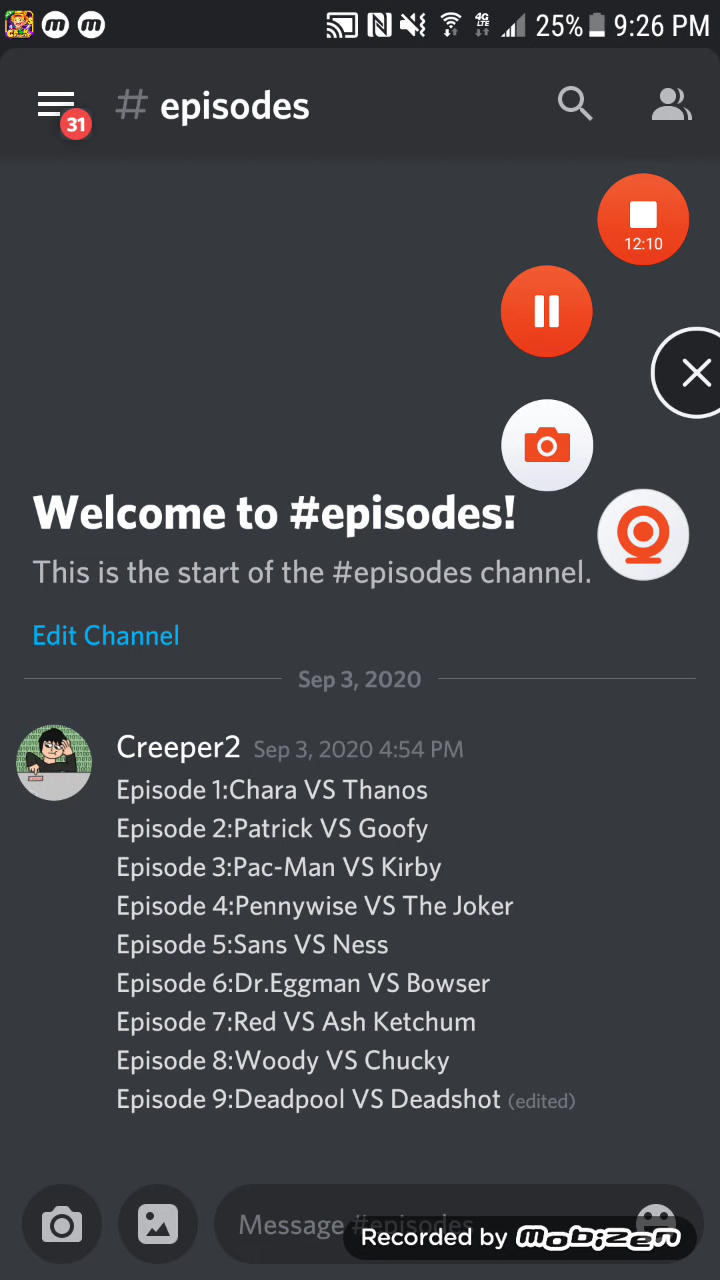 25% 9:26 PM
31
# episodes
12:10
Welcome to #episodes!
This is the start of the #episodes channel.
Edit Channel
Sep 3, 2020
Creeper2 Sep 3, 2020 4:54 PM
Episode 1:Chara VS Thanos
Episode 2:Patrick VS Goofy
Episode 3:Pac-Man VS Kirby
Episode 4:Pennywise VS The Joker
Episode 5:Sans VS Ness
Episode 6:Dr.Eggman VS Bowser
Episode 7:Red VS Ash Ketchum
Episode 8:Woody VS Chucky
Episode 9:Deadpool VS Deadshot (edited)
Message #episodes
Recorded by mobizen